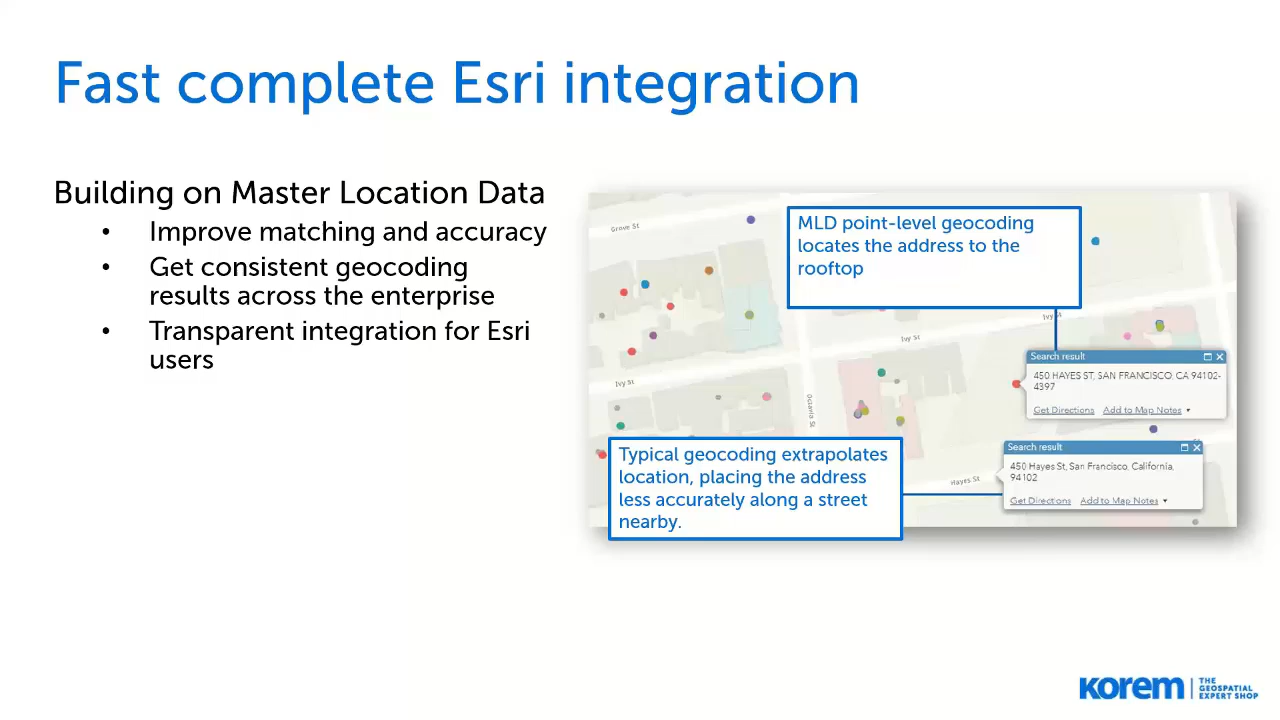 Fast complete Esri integration
Building on Master Location Data
• Improve matching and accuracy
• Get consistent geocoding
results across the enterprise
• Transparent integration for Esri
users
Grove St
MLD point-level geocoding
locates the address to the
rooftop
Ivy St
Ivy St
Ivy St
Octavia St
Search result
450 HAYES ST, SAN FRANCISCO, CA 94102-
4397
Get Directions Add to Map Notes
Typical geocoding extrapolates
location, placing the address
less accurately along a street
nearby.
Hayes St
Search result
450 Hayes St, San Francisco, California,
94102
Get Directions Add to Map Notes
korem THE
GEOSPATIAL
EXPERT SHOP